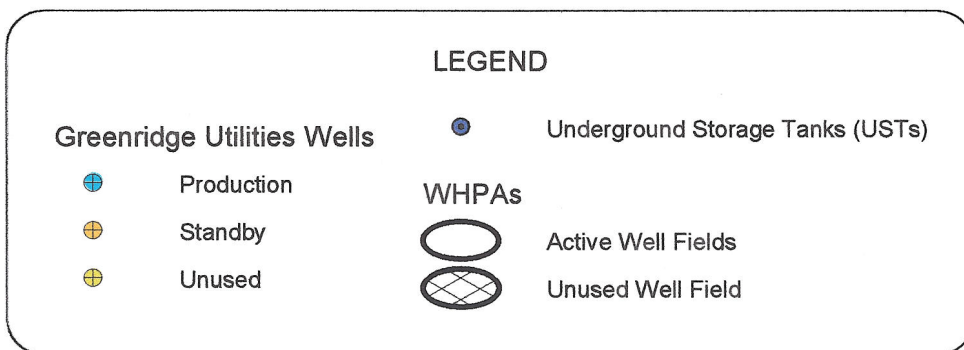 LEGEND
Greenridge Utilities Wells
Production
Standby
Unused
Underground Storage Tanks (USTs)
WHPAs
Active Well Fields
Unused Well Field